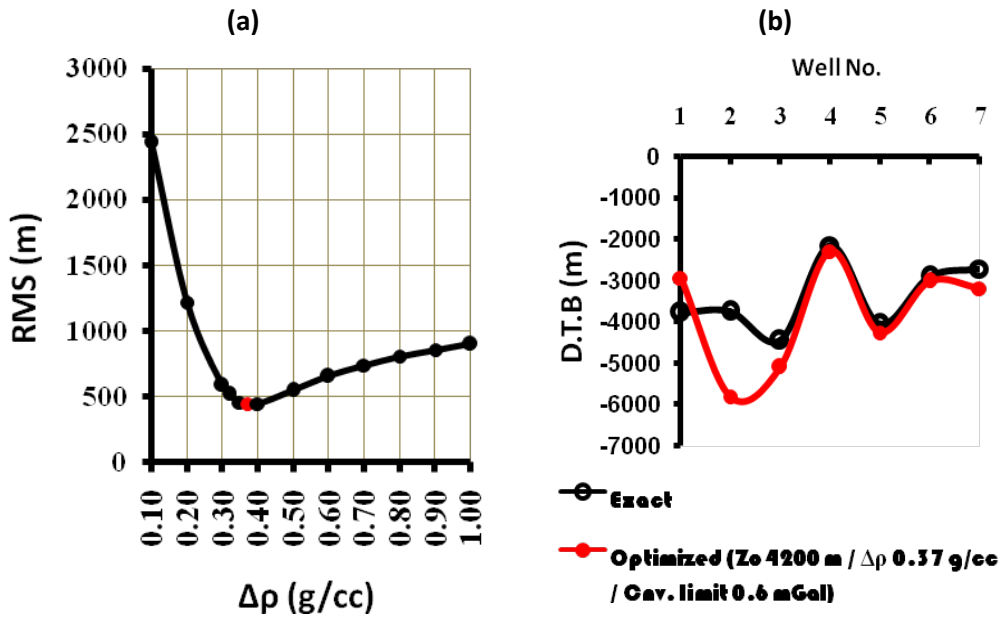 (a)
3000
2500
2000
1500
1000
500
0
RMS (m)
0.10
0.20
0.30
0.40
0.50
0.60
0.70
0.80
0.90
1.00
Δρ (g/cc)
(b)
Well No.
1 2 3 4 5 6 7
0
-1000
-2000
-3000
-4000
-5000
-6000
-7000
D.T.B (m)
Exact
Optimized (Zo 4200 m / Δρ 0.37 g/cc
/ Cnv. limit 0.6 mGal)